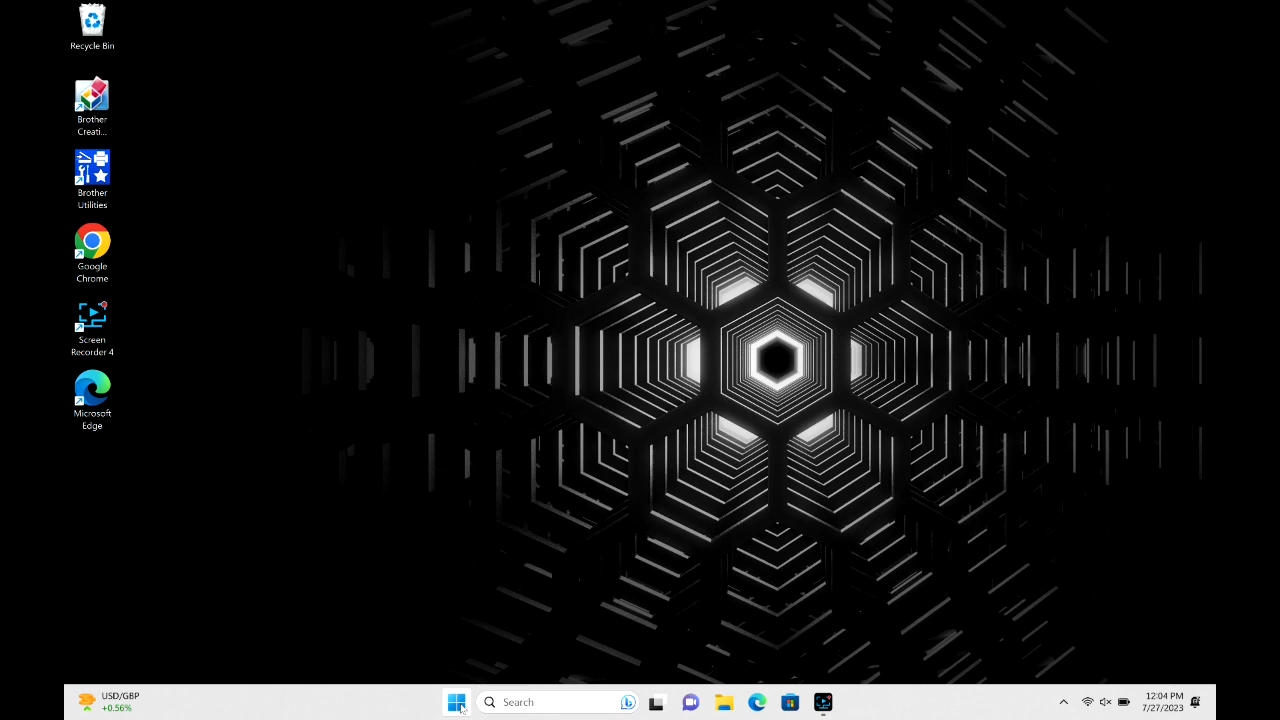 Recycle Bin
Brother
Creati...
Brother
Utilities
Google
Chrome
Screen
Recorder 4
Microsoft
Edge
USD/GBP
+0.56%
Search
12:04 PM
7/27/2023